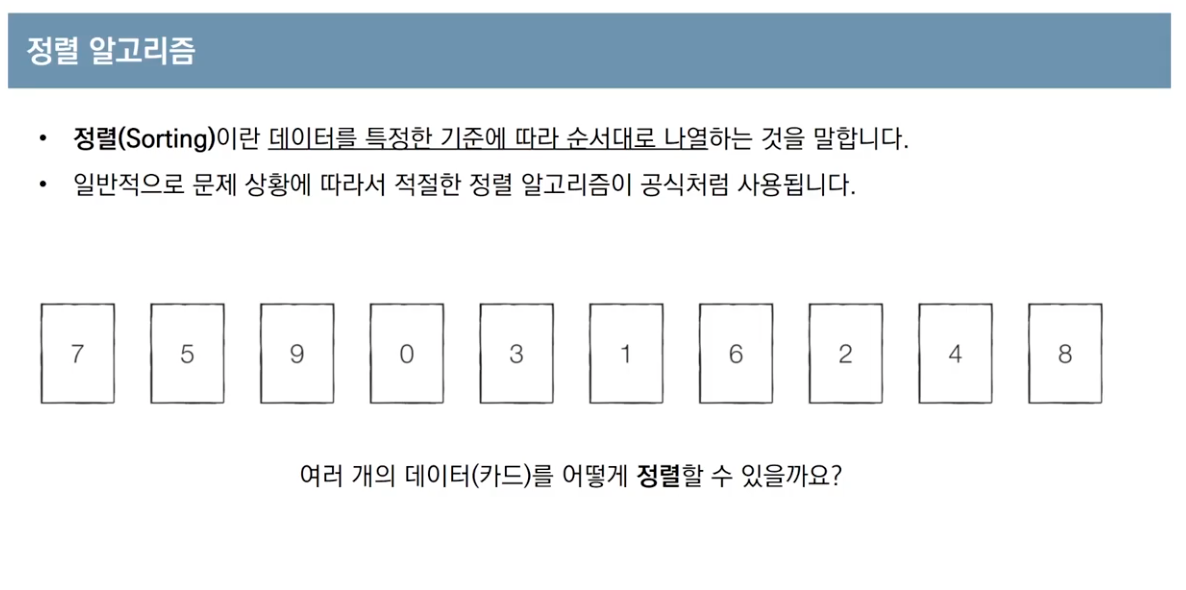 정렬 알고리즘
• 정렬(Sorting)이란 데이터를 특정한 기준에 따라 순서대로 나열하는 것을 말합니다.
• 일반적으로 문제 상황에 따라서 적절한 정렬 알고리즘이 공식처럼 사용됩니다.
7 5 9 0 3 1 6 2 4 8
여러 개의 데이터(카드)를 어떻게 정렬할 수 있을까요?